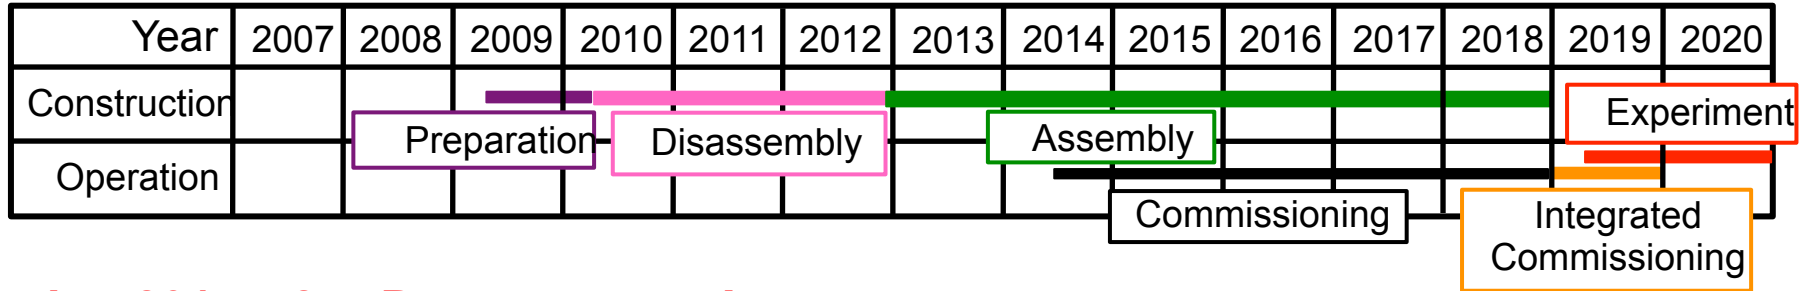 Year 2007 2008 2009 2010 2011 2012 2013 2014 2015 2016 2017 2018 2019 2020
Construction
Experiment
Preparation
Disassembly
Assembly
Operation
Commissioning
Integrated
Commissioning